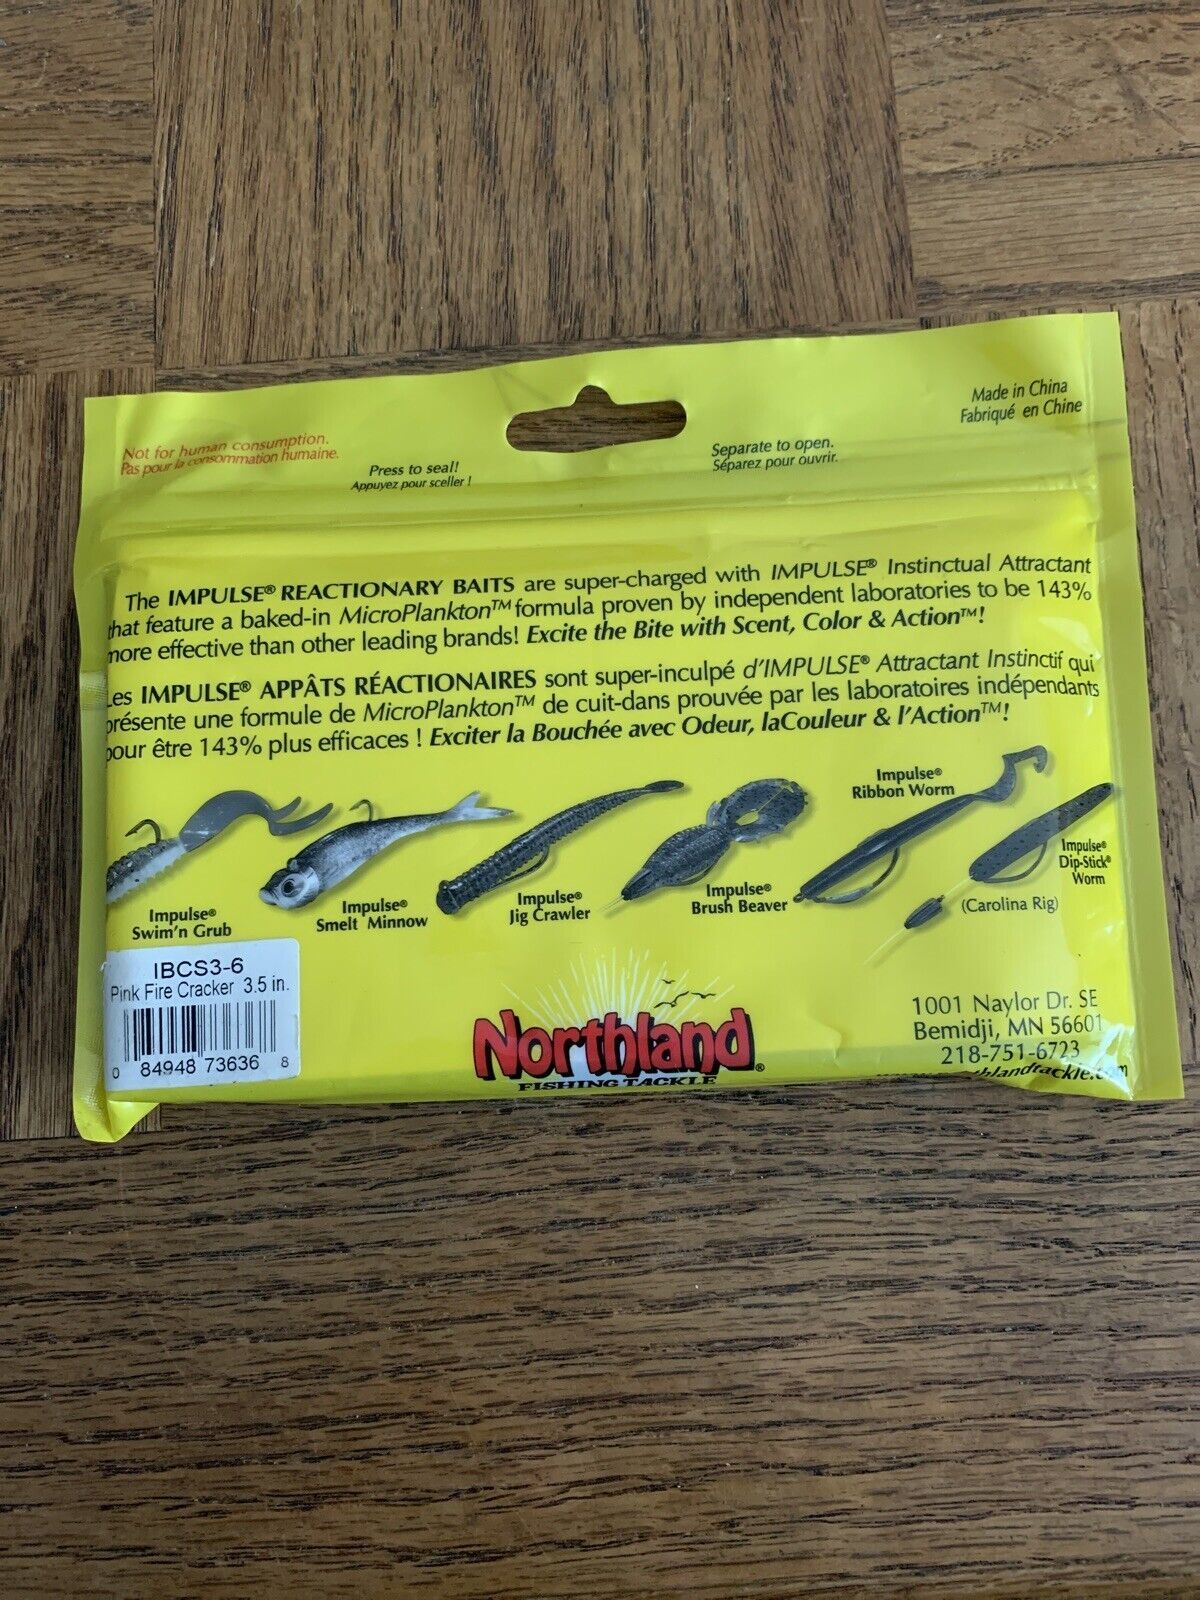 Made in China
Fabriqué en Chine
Not for human consumption.
Pas pour la consommation humaine.
Press to seal!
Appuyez pour sceller !
Separate to open.
Séparez pour ouvrir.
The IMPULSE® REACTIONARY BAITS are super-charged with IMPULSE® Instinctual Attractant
that feature a baked-in MicroPlankton™ formula proven by independent laboratories to be 143%
more effective than other leading brands! Excite the Bite with Scent, Color & Action™!
Les IMPULSE® APPÂTS RÉACTIONAIRES sont super-inculpé d'IMPULSE® Attractant Instinctif qui
présente une formule de MicroPlankton™ de cuit-dans prouvée par les laboratoires indépendants
pour être 143% plus efficaces ! Exciter la Bouchée avec Odeur, laCouleur & l'Action™!
Impulse®
Swim'n Grub
Impulse®
Smelt Minnow
Impulse®
Jig Crawler
Impulse®
Brush Beaver
Impulse®
Ribbon Worm
Impulse®
Dip-Stick®
Worm
(Carolina Rig)
IBCS3-6
Pink Fire Cracker 3.5 in.
0 84948 73636 8
Northland®
FISHING TACKLE
1001 Naylor Dr. SE
Bemidji, MN 56601
218-751-6723